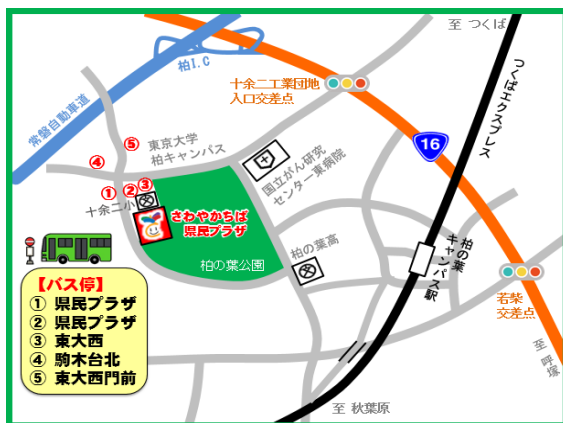 至 つくば
柏I.C
つくばエクスプレス
十余二工業団地
入口交差点
常磐自動車道
⑤
東京大学
柏キャンパス
16
④
国立がん研究
センター東病院
① ② ③
十余二小
さわやかちば
県民プラザ
柏の葉公園
柏の葉高
柏の葉
キャンパス駅
若柴
交差点
【バス停】
① 県民プラザ
② 県民プラザ
③ 東大西
④ 駒木台北
⑤ 東大西門前
至 呼塚
至 秋葉原